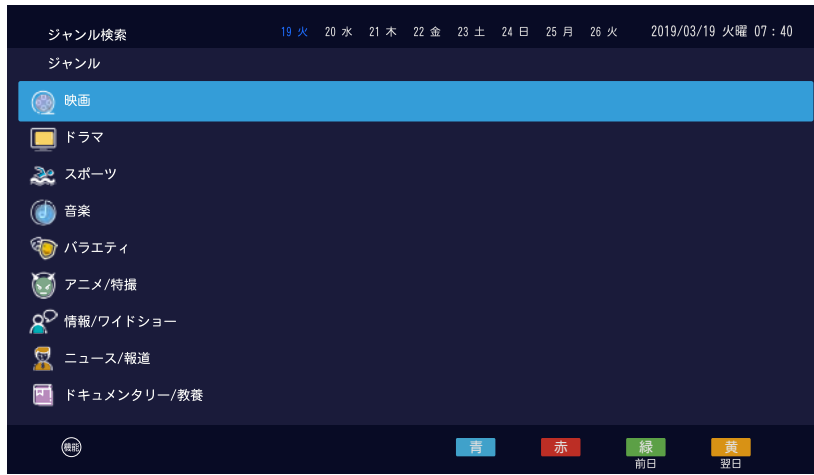 ジャンル検索 19 火 20 水 21 木 22 金 23 土 24 日 25 月 26 火 2019/03/19 火曜 07:40
ジャンル
映画
ドラマ
スポーツ
音楽
バラエティ
アニメ/特撮
情報/ワイドショー
ニュース/報道
ドキュメンタリー/教養
機能 青 赤 緑 黄
前日 翌日